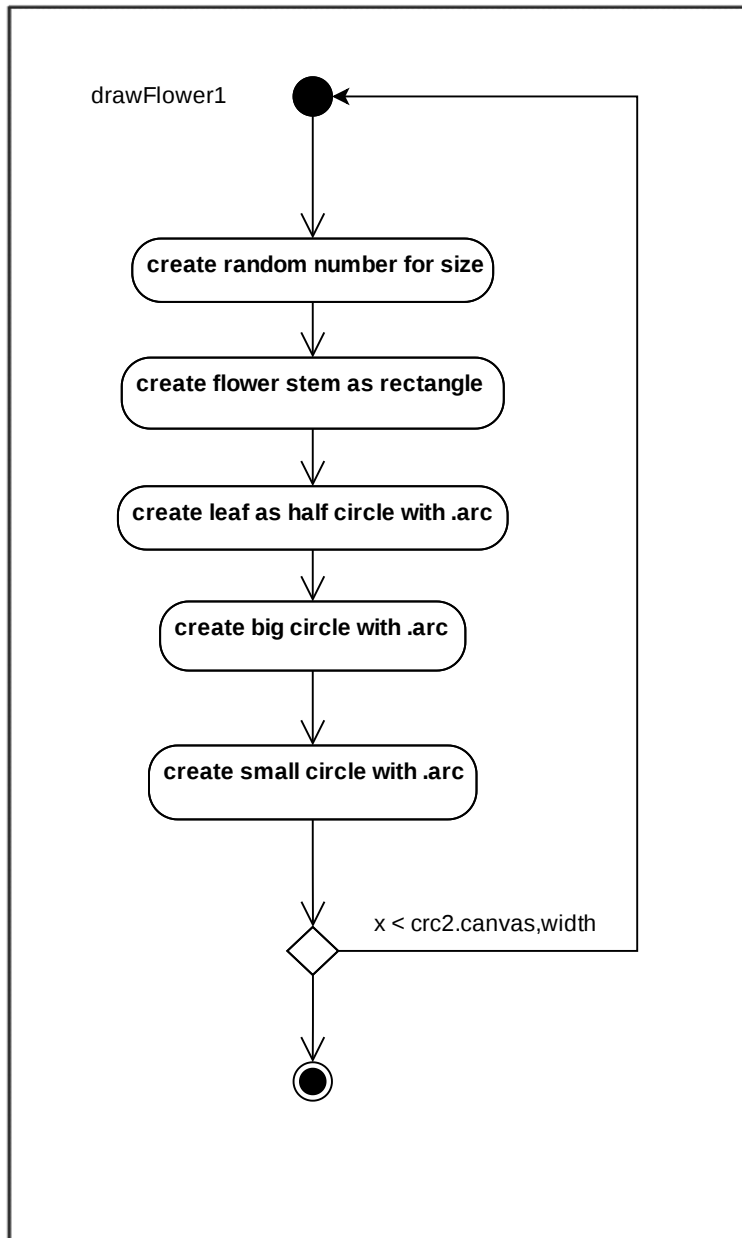 drawFlower1
create random number for size
create flower stem as rectangle
create leaf as half circle with .arc
create big circle with .arc
create small circle with .arc
x < crc2.canvas,width